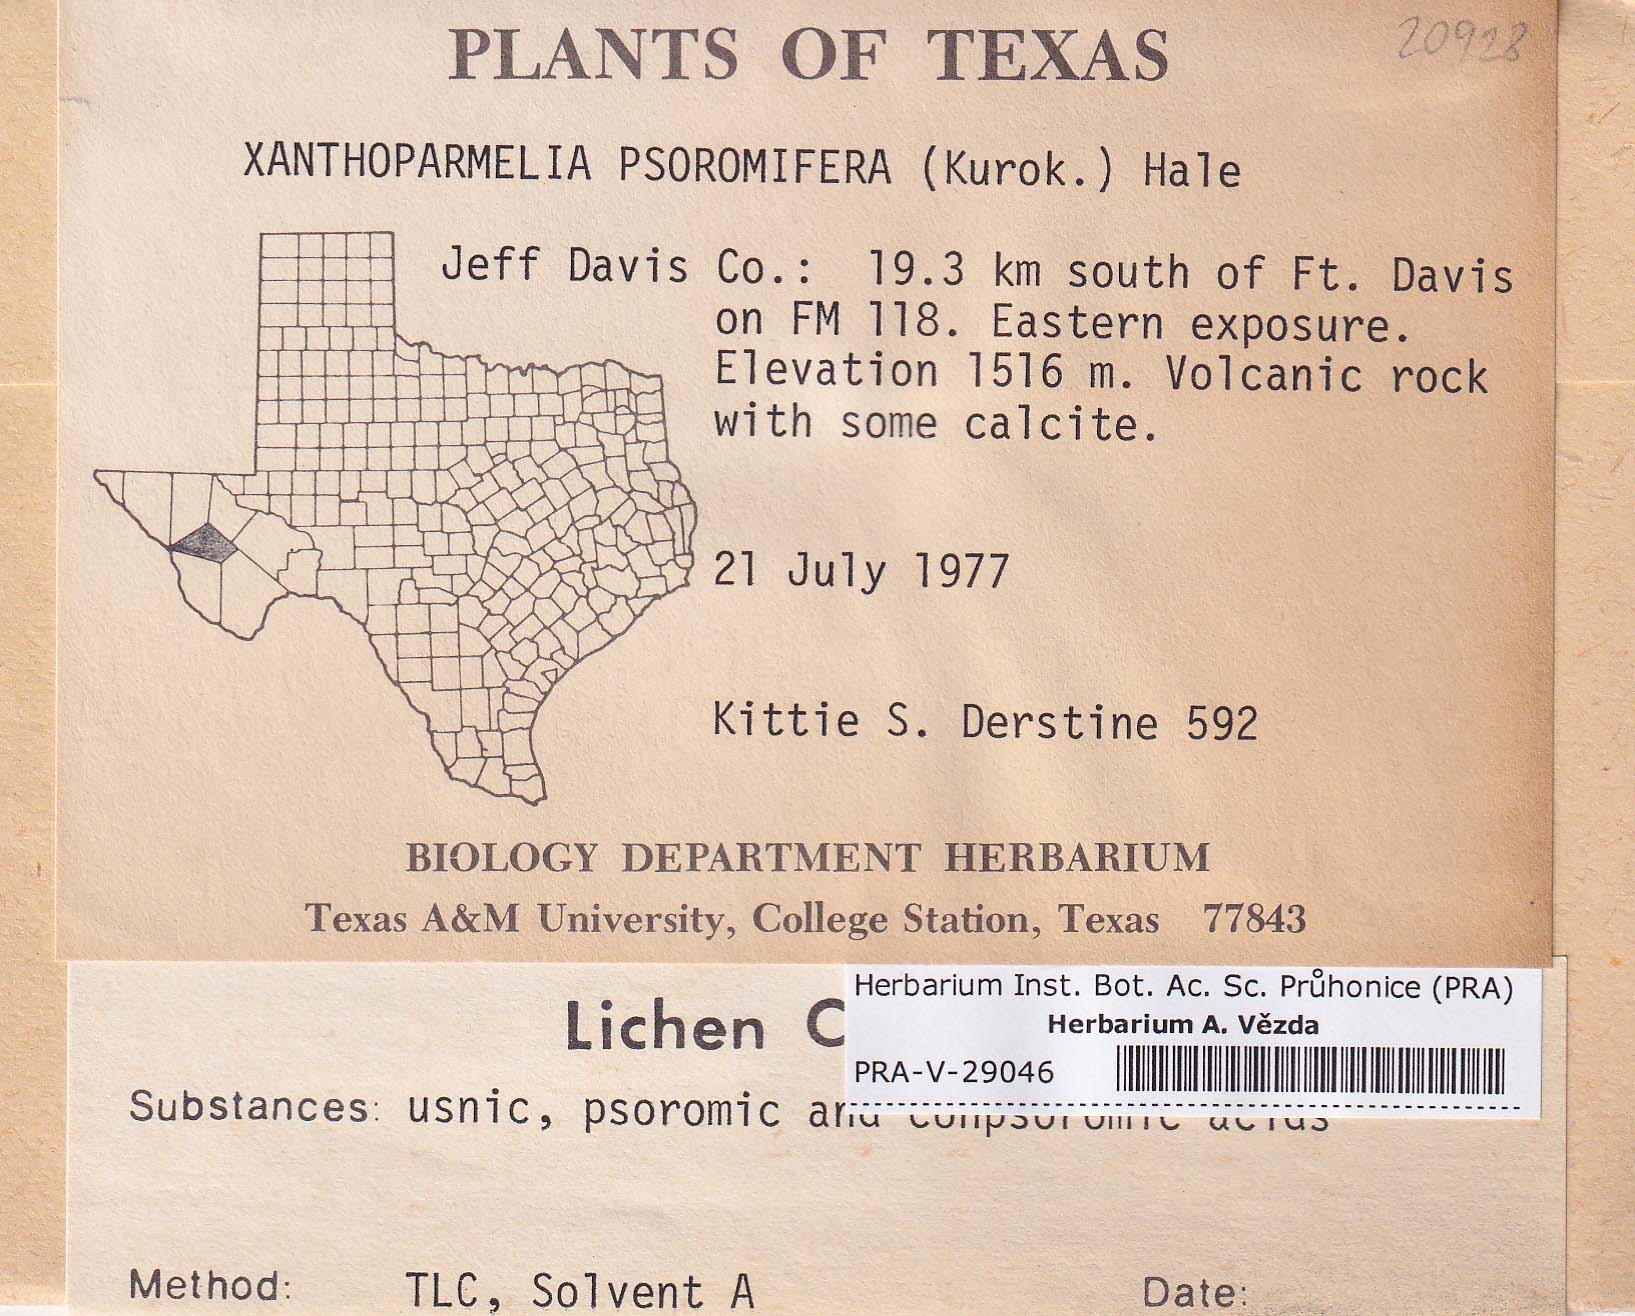 20928
PLANTS OF TEXAS
XANTHOPARMELIA PSOROMIFERA (Kurok.) Hale
Jeff Davis Co.: 19.3 km south of Ft. Davis
on FM 118. Eastern exposure.
Elevation 1516 m. Volcanic rock
with some calcite.
21 July 1977
Kittie S. Derstine 592
BIOLOGY DEPARTMENT HERBARIUM
Texas A&M University, College Station, Texas 77843
Herbarium Inst. Bot. Ac. Sc. Průhonice (PRA)
Herbarium A. Vězda
PRA-V-29046
Lichen C
Substances: usnic, psoromic and conpsoromic acids
Method: TLC, Solvent A Date: